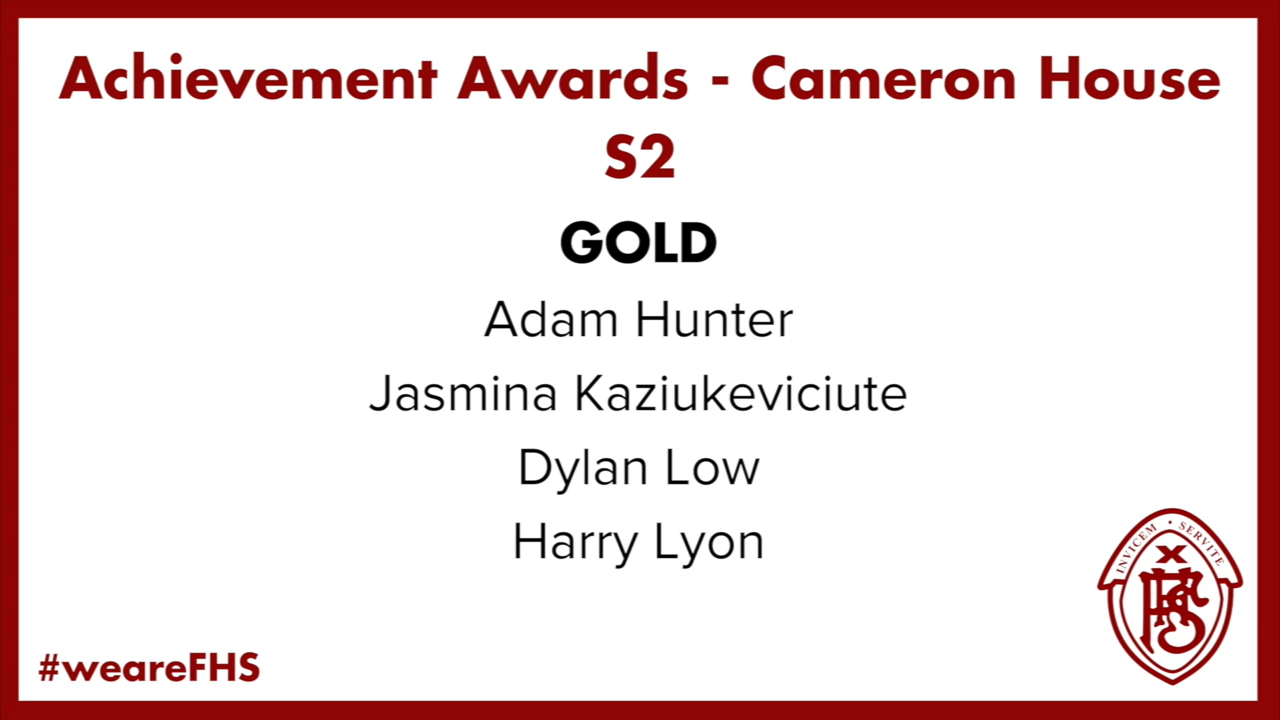 Achievement Awards - Cameron House
S2
GOLD
Adam Hunter
Jasmina Kaziukeviciute
Dylan Low
Harry Lyon
INVICEM • SERVITE
#weareFHS